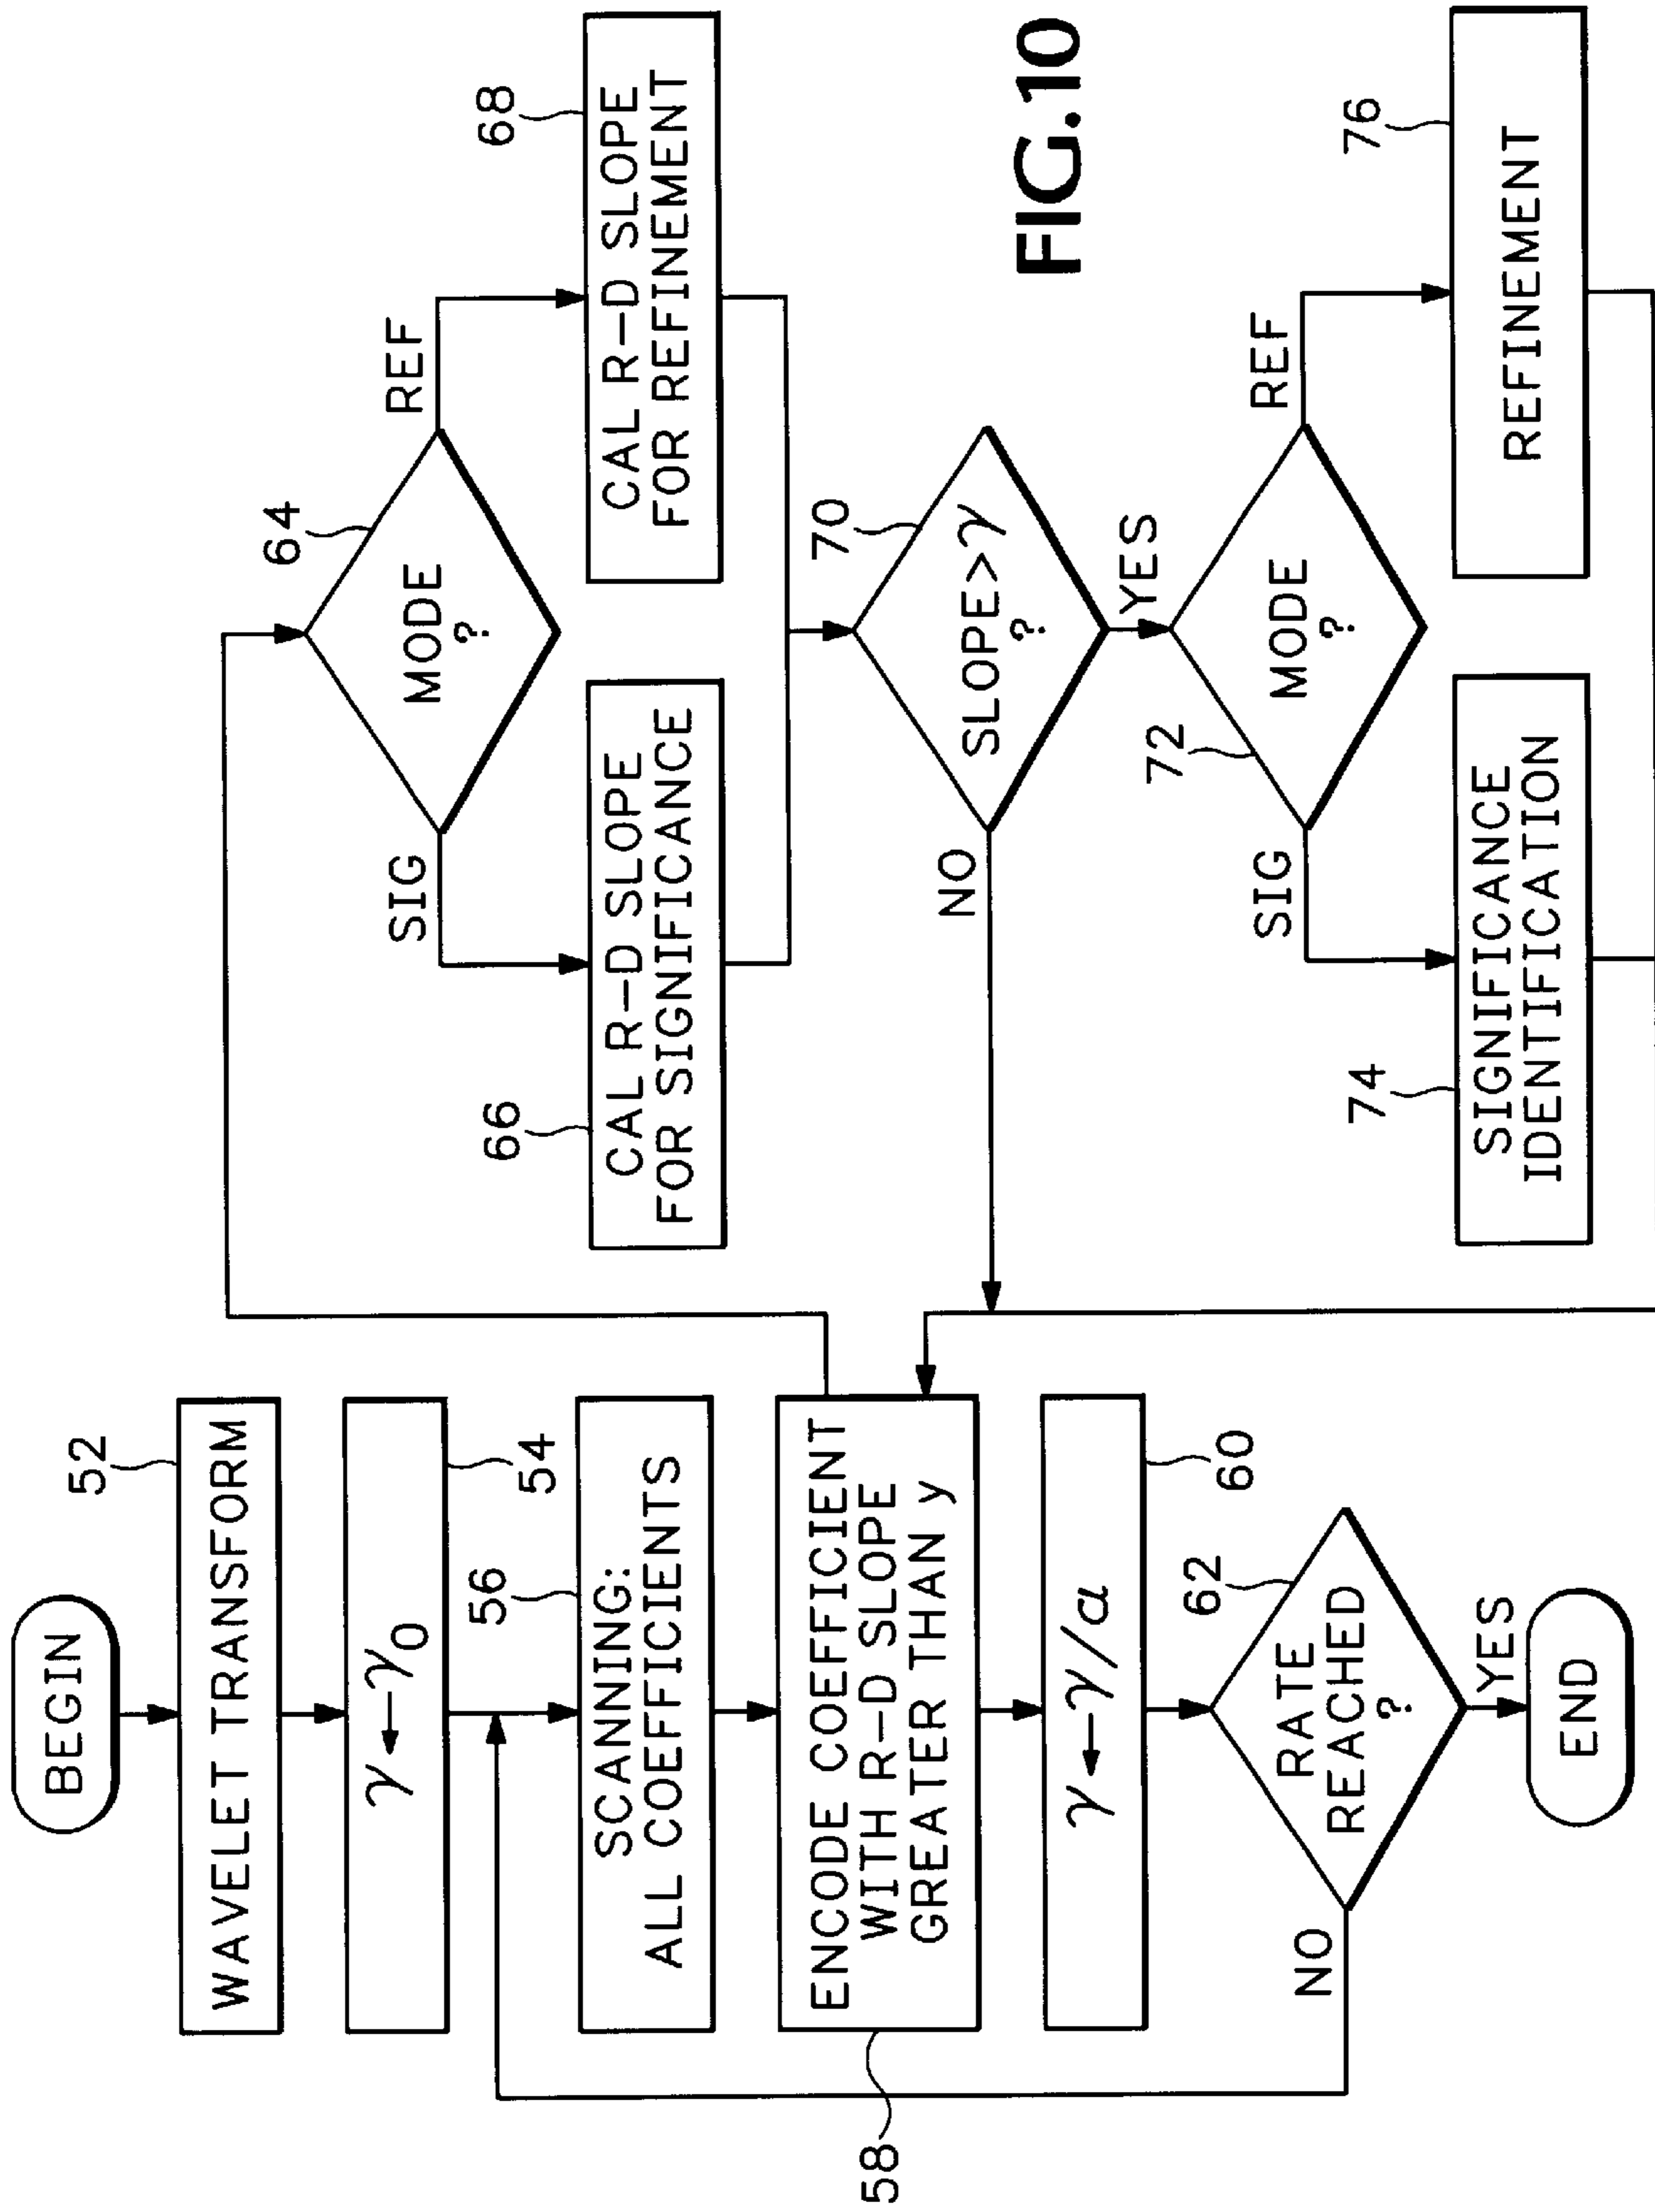 BEGIN
52
WAVELET TRANSFORM
γ←γ0
54
56
SCANNING:
ALL COEFFICIENTS
ENCODE COEFFICIENT
WITH R-D SLOPE
GREATER THAN y
58
γ←γ/α
60
62
RATE
REACHED
?
NO
YES
END
64
MODE
?
SIG
REF
66
CAL R-D SLOPE
FOR SIGNIFICANCE
68
CAL R-D SLOPE
FOR REFINEMENT
70
SLOPE>γ
?
NO
YES
72
MODE
?
SIG
REF
74
SIGNIFICANCE
IDENTIFICATION
76
REFINEMENT
FIG.10